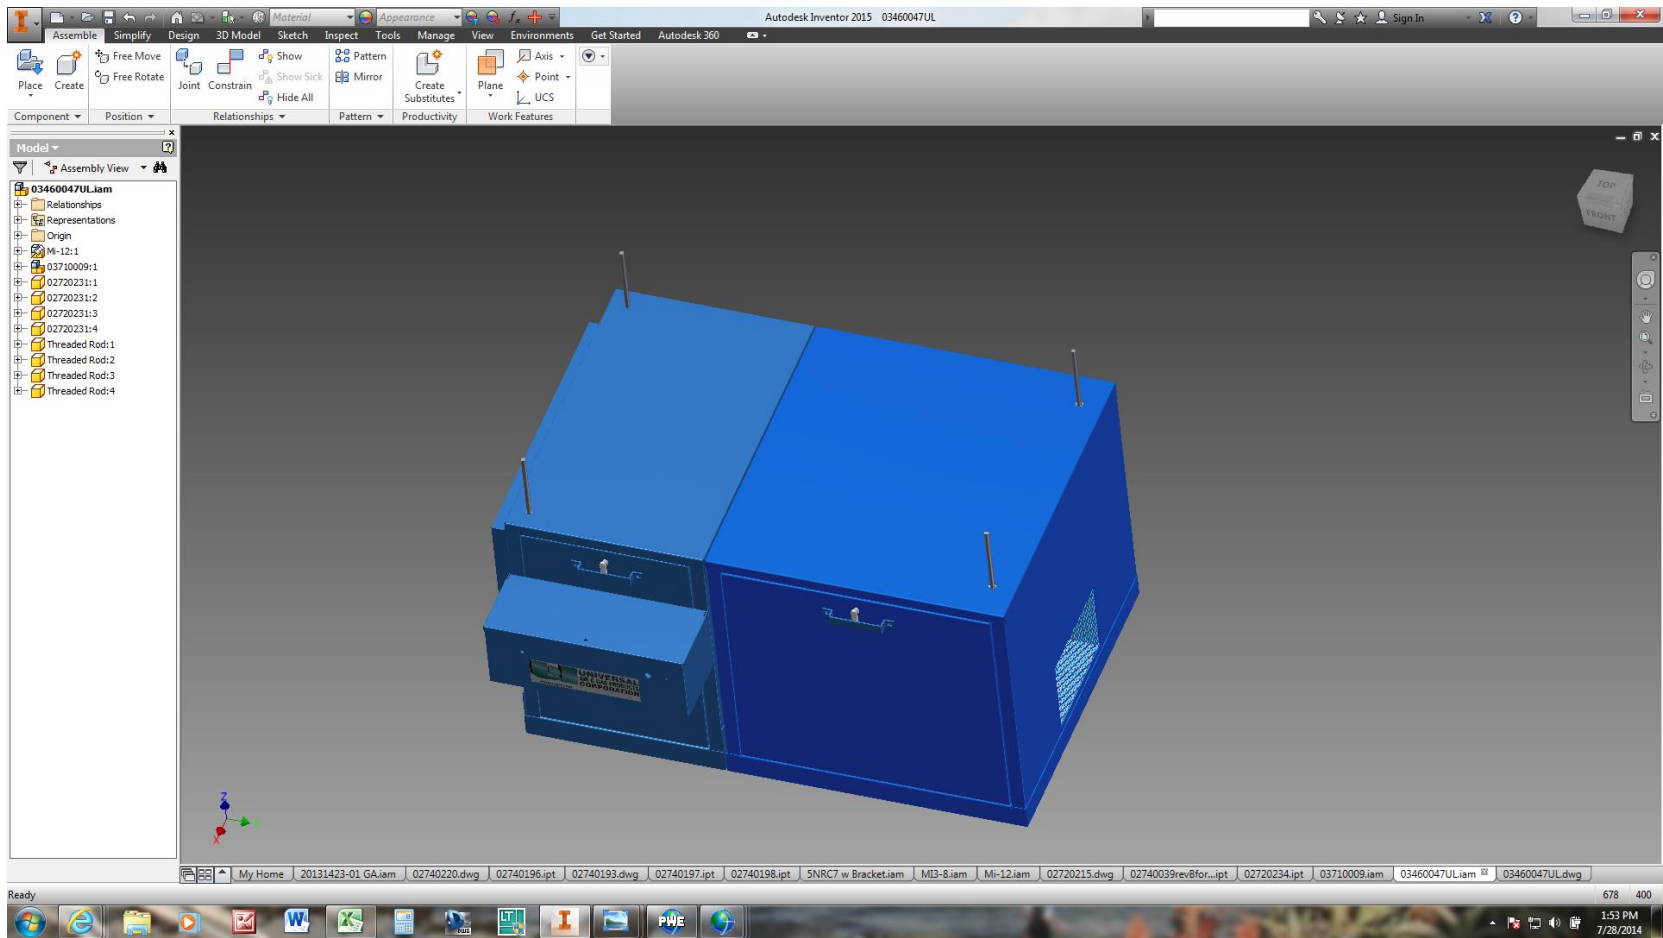 Material
Appearance
Autodesk Inventor 2015 03460047UL
Sign In
Assemble Simplify Design 3D Model Sketch Inspect Tools Manage View Environments Get Started Autodesk 360
Place
Create
Free Move
Free Rotate
Joint
Constrain
Show
Show Sick
Hide All
Pattern
Mirror
Create
Substitutes
Plane
Axis
Point
UCS
Component Position Relationships Pattern Productivity Work Features
Model
Assembly View
03460047UL.iam
Relationships
Representations
Origin
Mi-12:1
03710009:1
02720231:1
02720231:2
02720231:3
02720231:4
Threaded Rod:1
Threaded Rod:2
Threaded Rod:3
Threaded Rod:4
TOP
FRONT
UNIVERSAL
AIR & GAS PRODUCTS
CORPORATION
Z
X
My Home 20131423-01 GA.iam 02740220.dwg 02740196.ipt 02740193.dwg 02740197.ipt 02740198.ipt 5NRC7 w Bracket.iam MI3-8.iam Mi-12.iam 02720215.dwg 02740039revBfor...ipt 02720234.ipt 03710009.iam 03460047UL.iam 03460047UL.dwg
Ready
678 400
LT
PWE
1:53 PM
7/28/2014